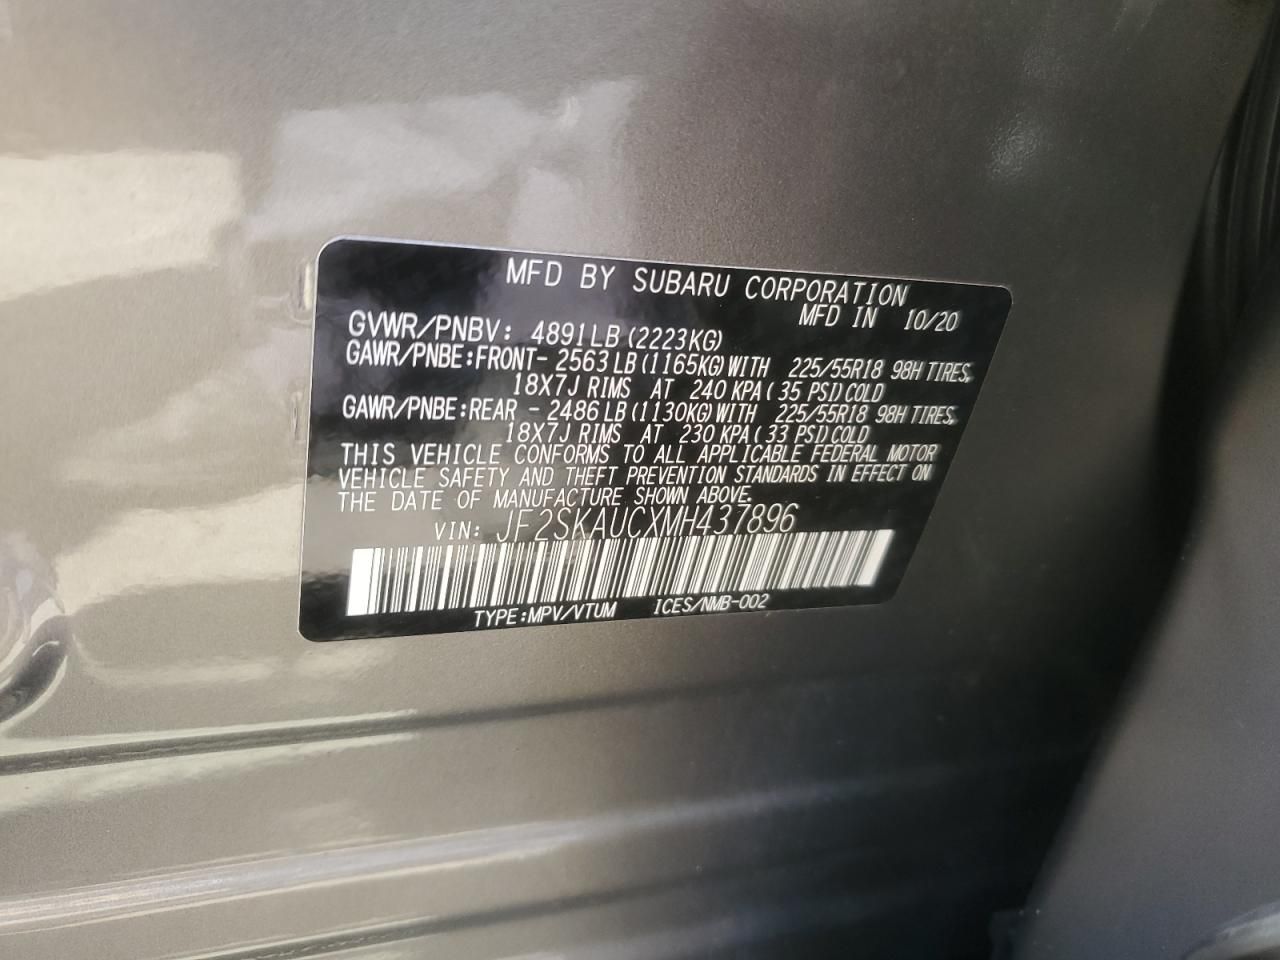 MFD BY SUBARU CORPORATION
MFD IN 10/20
GVWR/PNBV: 4891LB(2223KG)
GAWR/PNBE:FRONT- 2563LB(1165KG)WITH 225/55R18 98H TIRES,
18X7J RIMS AT 240 KPA( 35 PSI)COLD
GAWR/PNBE:REAR - 2486LB(1130KG)WITH 225/55R18 98H TIRES,
18X7J RIMS AT 230 KPA( 33 PSI)COLD
THIS VEHICLE CONFORMS TO ALL APPLICABLE FEDERAL MOTOR
VEHICLE SAFETY AND THEFT PREVENTION STANDARDS IN EFFECT ON
THE DATE OF MANUFACTURE SHOWN ABOVE.
VIN: JF2SKAUCXMH437896
TYPE:MPV/VTUM ICES/NMB-002